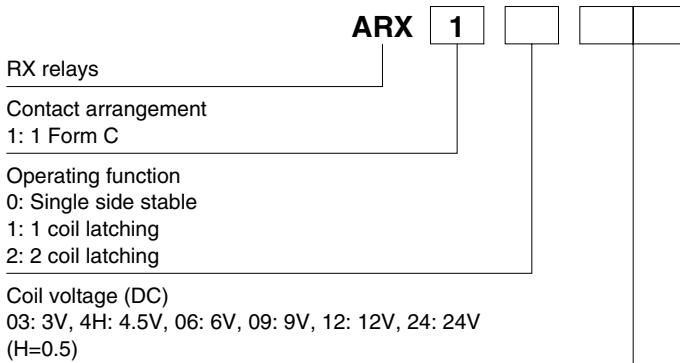 ARX 1
RX relays
Contact arrangement
1: 1 Form C
Operating function
0: Single side stable
1: 1 coil latching
2: 2 coil latching
Coil voltage (DC)
03: 3V, 4H: 4.5V, 06: 6V, 09: 9V, 12: 12V, 24: 24V
(H=0.5)